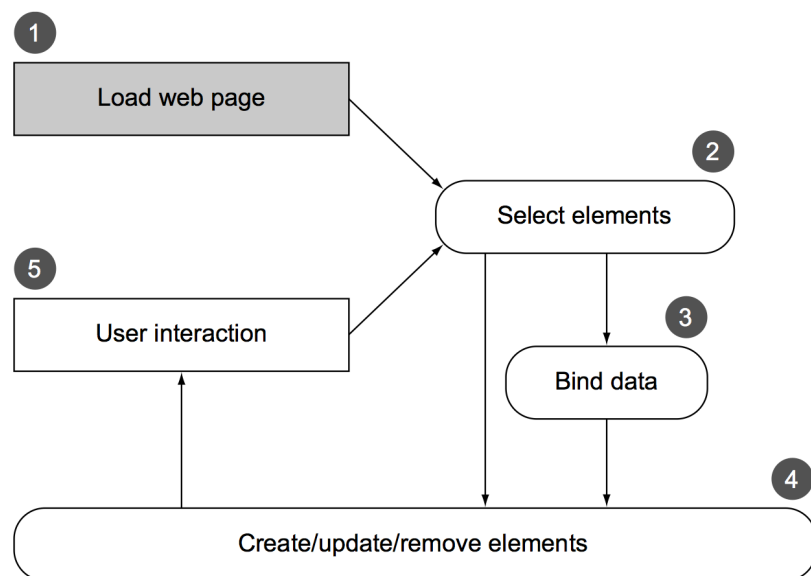 1
Load web page
2
Select elements
5
User interaction
3
Bind data
4
Create/update/remove elements